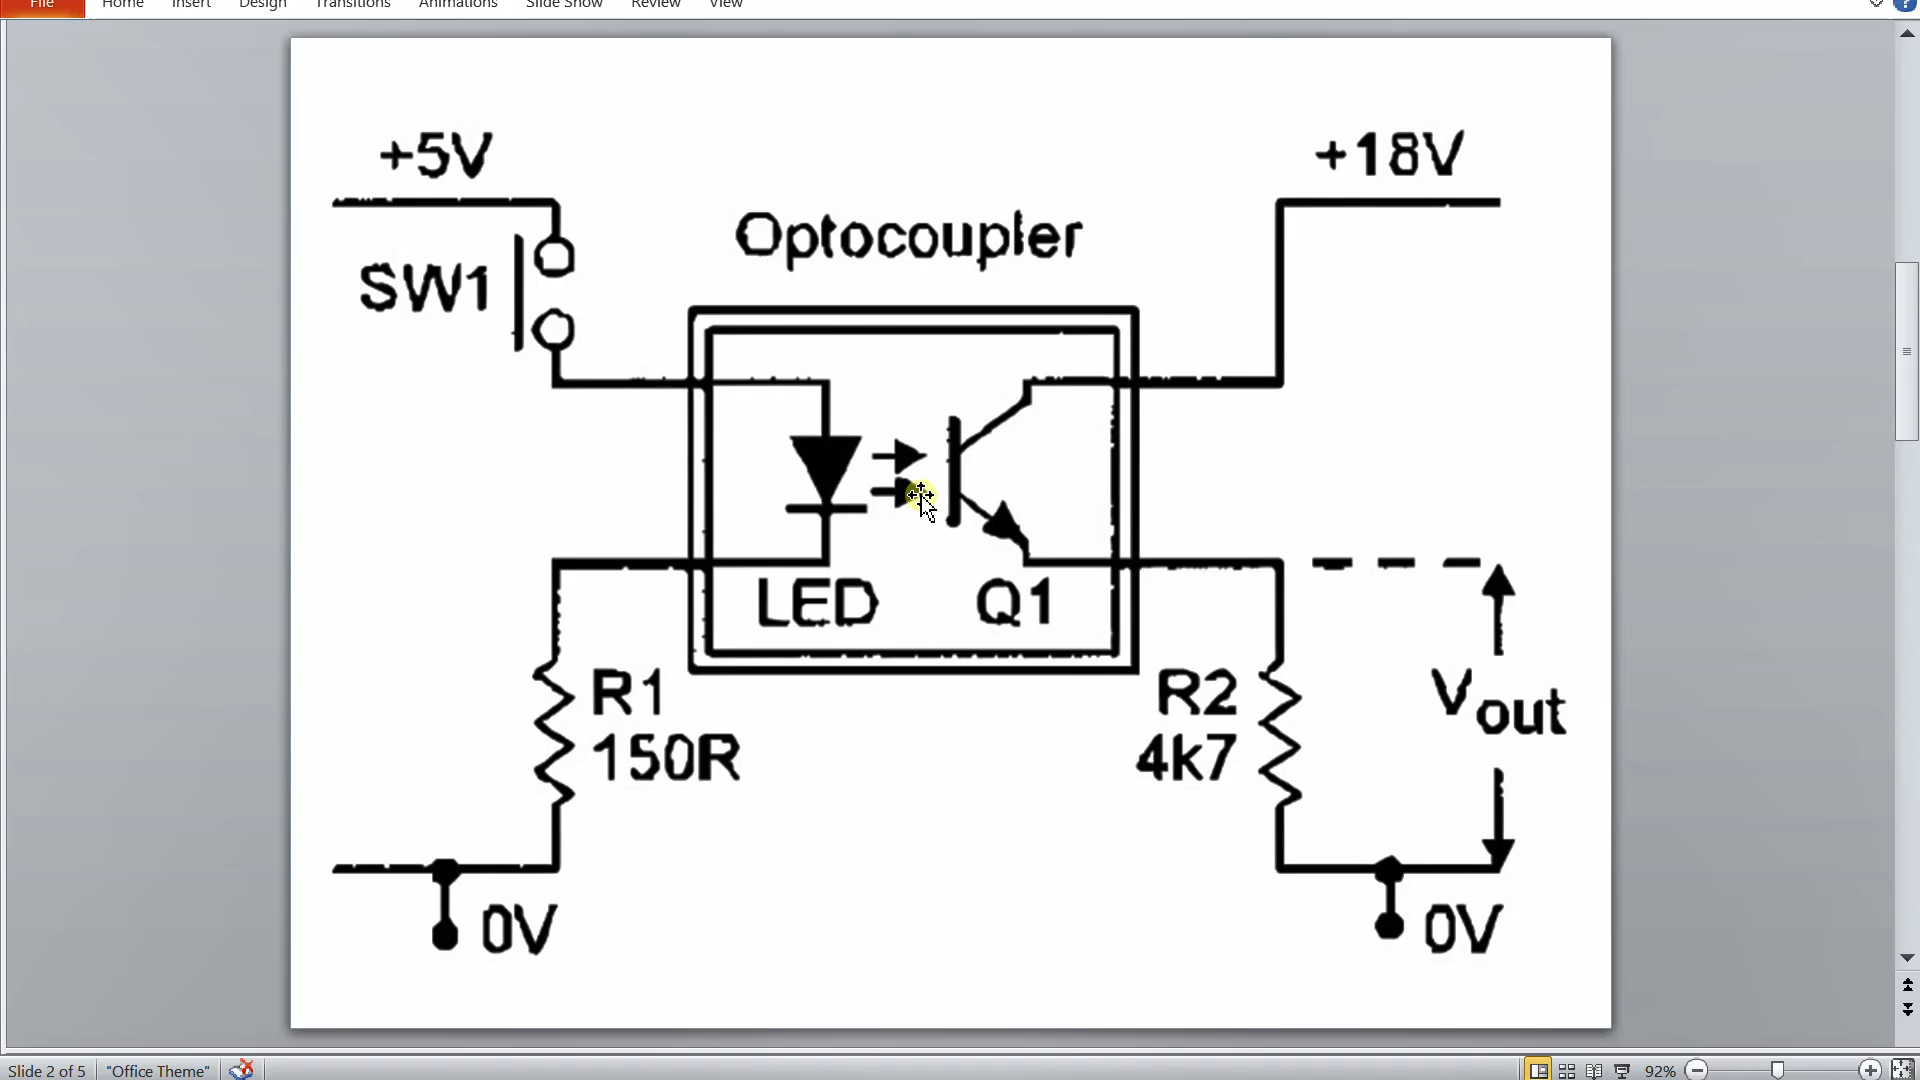 File Home Insert Design Transitions Animations Slide Show Review View
+5V
+18V
Optocoupler
SW1
LED
Q1
R1
150R
R2
4k7
Vout
0V
0V
Slide 2 of 5 "Office Theme" 92%